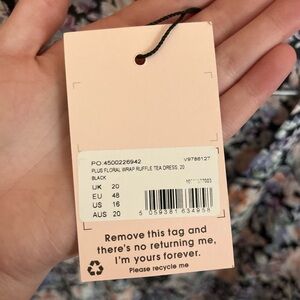 PO:4500226942 V9786127
PLUS FLORAL WRAP RUFFLE TEA DRESS, 20
BLACK
UK 20
EU 48
US 16
AUS 20
5 059381 634958
Remove this tag and
there's no returning me,
I'm yours forever.
Please recycle me